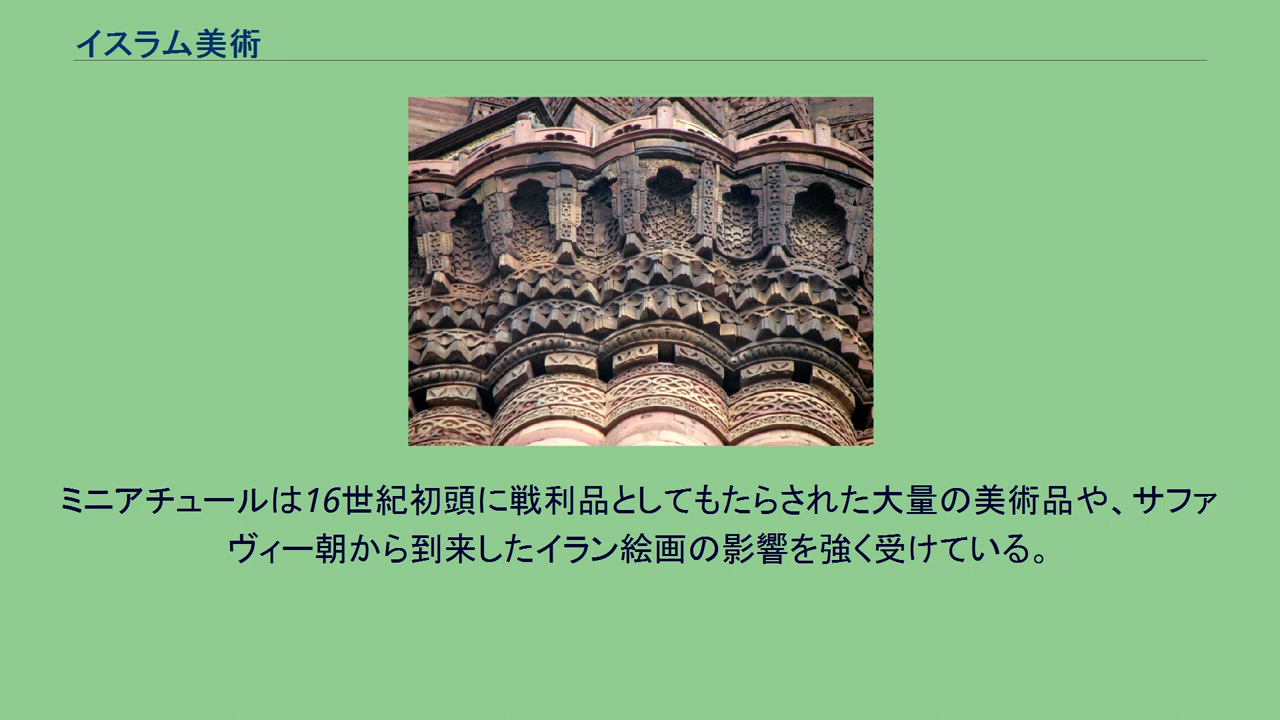 イスラム美術
ミニアチュールは16世紀初頭に戦利品としてもたらされた大量の美術品や、サファ
ヴィー朝から到来したイラン絵画の影響を強く受けている。